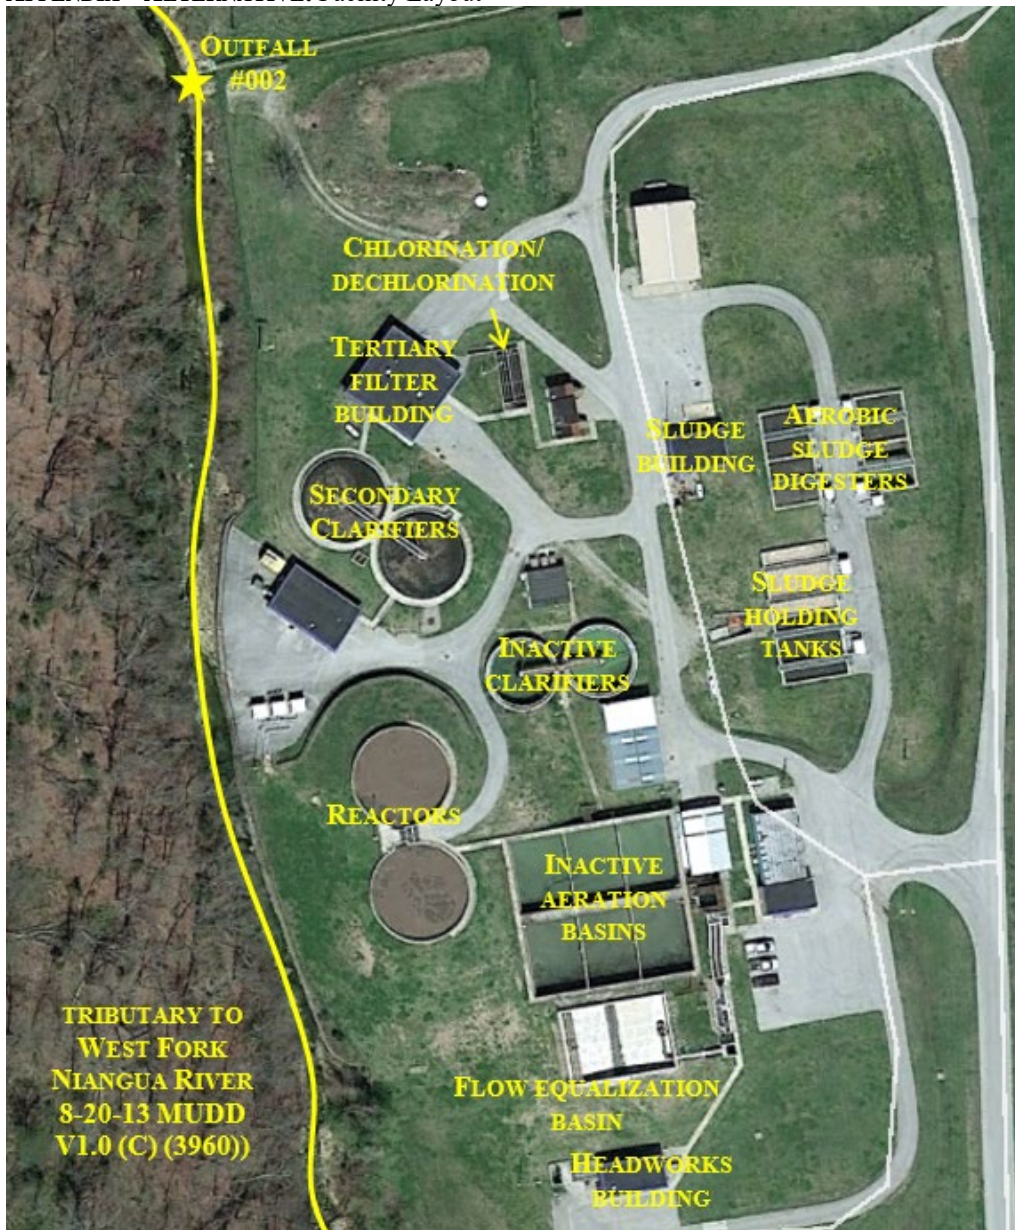 OUTFALL
#002
CHLORINATION/
DECHLORINATION
TERTIARY
FILTER
BUILDING
SLUDGE
BUILDING
AEROBIC
SLUDGE
DIGESTERS
SECONDARY
CLARIFIERS
SLUDGE
HOLDING
TANKS
INACTIVE
CLARIFIERS
REACTORS
INACTIVE
AERATION
BASINS
TRIBUTARY TO
WEST FORK
NIANGUA RIVER
8-20-13 MUDD
V1.0 (C) (3960))
FLOW EQUALIZATION
BASIN
HEADWORKS
BUILDING